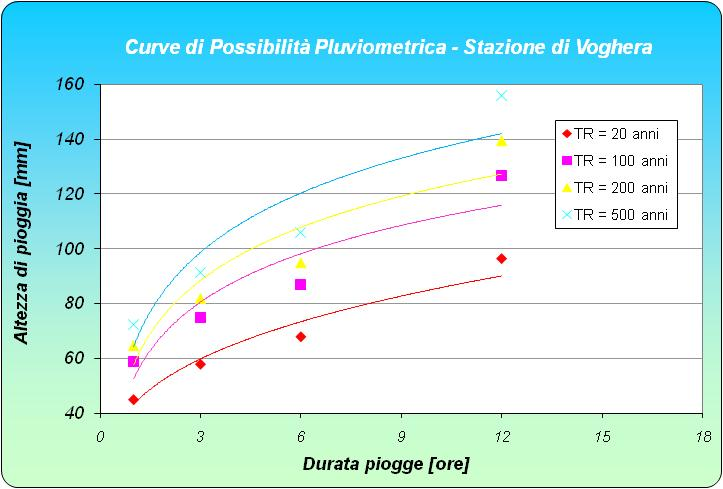 Curve di Possibilità Pluviometrica - Stazione di Voghera
Altezza di pioggia [mm]
160
140
120
100
80
60
40
0 3 6 9 12 15 18
Durata piogge [ore]
TR = 20 anni
TR = 100 anni
TR = 200 anni
TR = 500 anni